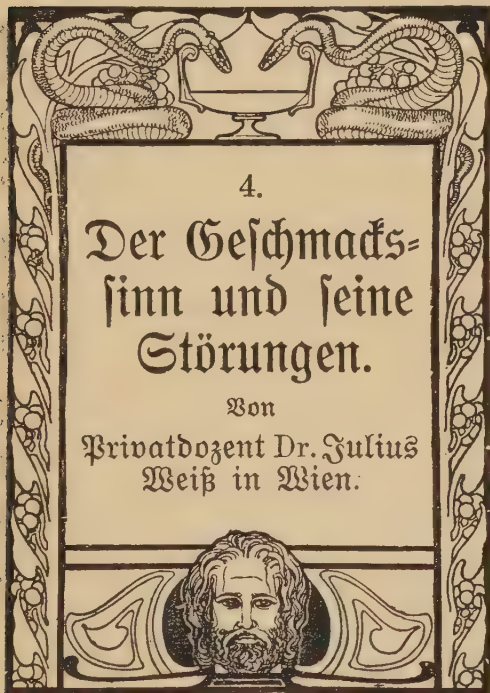 4.
Der Geſchmacks=
ſinn und ſeine
Störungen.
Von
Privatdozent Dr. Julius
Weiß in Wien.